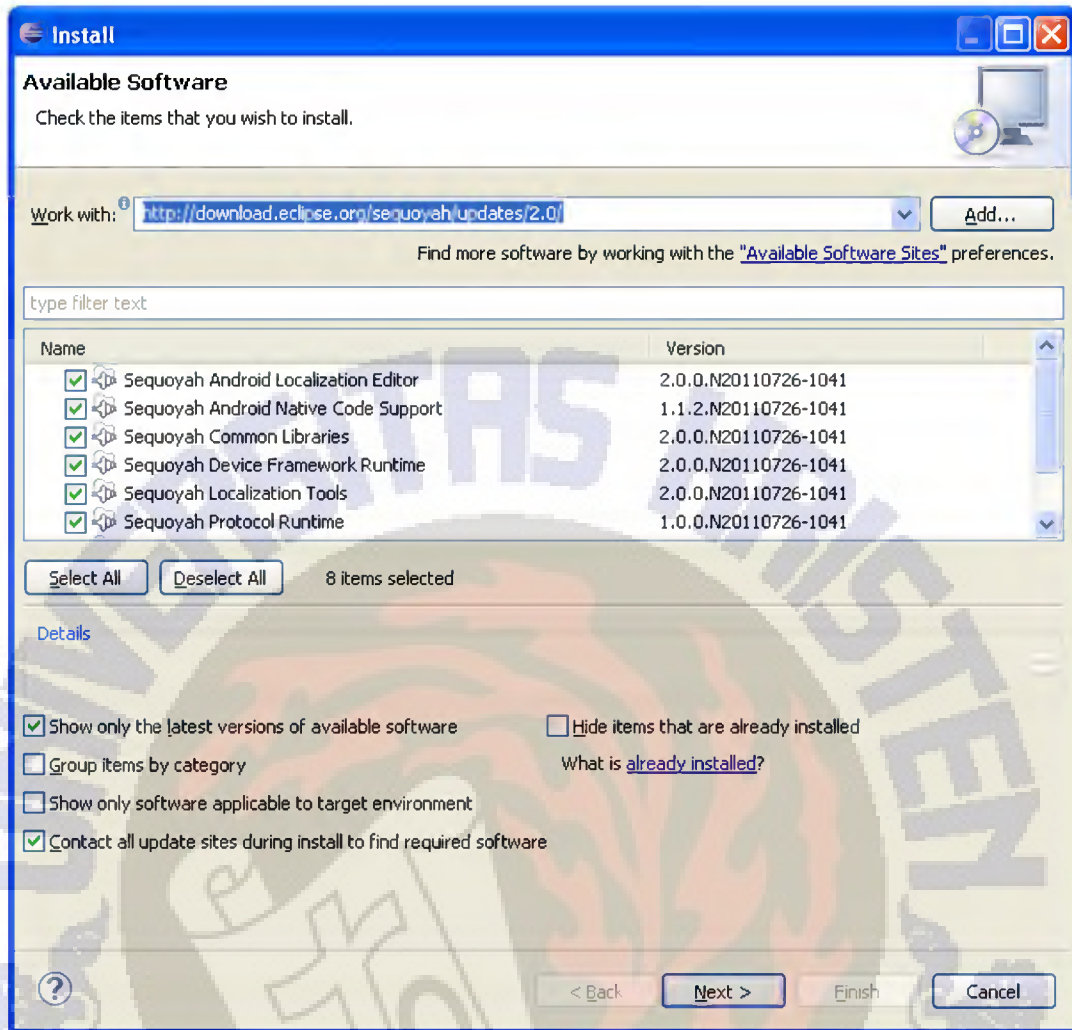 Install
Available Software
Check the items that you wish to install.
Work with: http://download.eclipse.org/sequoyah/updates/2.0/ Add...
Find more software by working with the "Available Software Sites" preferences.
type filter text
Name Version
Sequoyah Android Localization Editor 2.0.0.N20110726-1041
Sequoyah Android Native Code Support 1.1.2.N20110726-1041
Sequoyah Common Libraries 2.0.0.N20110726-1041
Sequoyah Device Framework Runtime 2.0.0.N20110726-1041
Sequoyah Localization Tools 2.0.0.N20110726-1041
Sequoyah Protocol Runtime 1.0.0.N20110726-1041
Select All Deselect All 8 items selected
Details
Show only the latest versions of available software Hide items that are already installed
Group items by category What is already installed?
Show only software applicable to target environment
Contact all update sites during install to find required software
? < Back Next > Finish Cancel
UNIVERSITAS KRISTEN